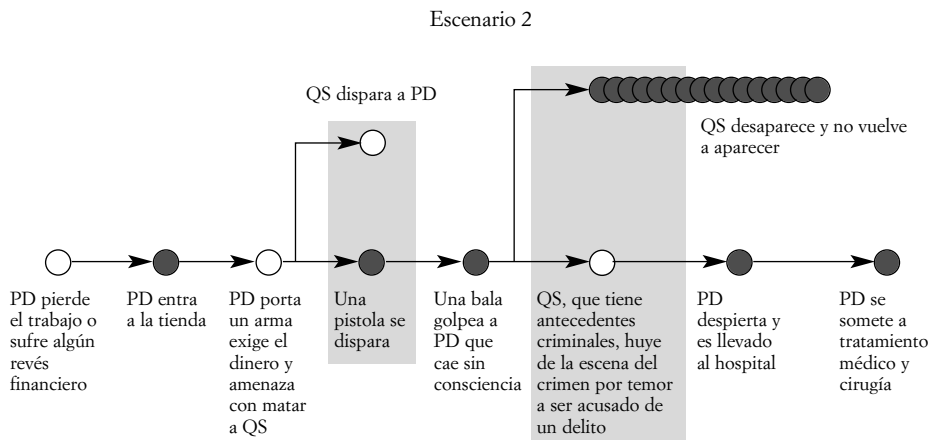 Escenario 2
QS dispara a PD
QS desaparece y no vuelve
a aparecer
PD pierde
el trabajo o
sufre algún
revés
financiero
PD entra
a la tienda
PD porta
un arma
exige el
dinero y
amenaza
con matar
a QS
Una
pistola se
dispara
Una bala
golpea a
PD que
cae sin
consciencia
QS, que tiene
antecedentes
criminales, huye
de la escena del
crimen por temor
a ser acusado de
un delito
PD
despierta y
es llevado
al hospital
PD se
somete a
tratamiento
médico y
cirugía